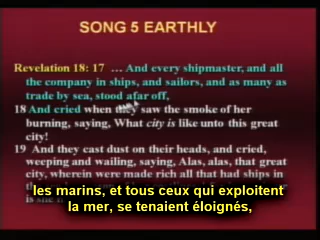 SONG 5 EARTHLY
Revelation 18: 17 … And every shipmaster, and all
the company in ships, and sailors, and as many as
trade by sea, stood afar off,
18 And cried when they saw the smoke of her
burning, saying, What city is like unto this great
city!
19 And they cast dust on their heads, and cried,
weeping and wailing, saying, Alas, alas, that great
city, wherein were made rich all that had ships in
les marins, et tous ceux qui exploitent
la mer, se tenaient éloignés,